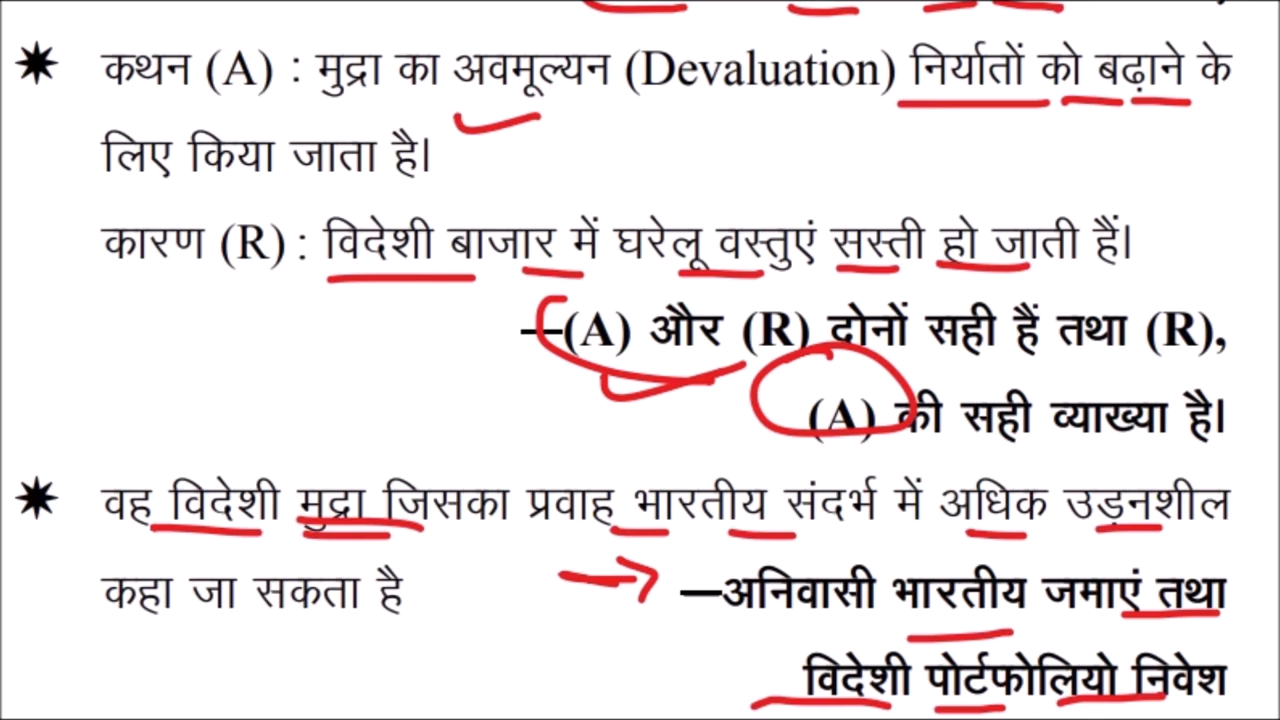 ✷ कथन (A) : मुद्रा का अवमूल्यन (Devaluation) निर्यातों को बढ़ाने के
लिए किया जाता है।
कारण (R) : विदेशी बाजार में घरेलू वस्तुएं सस्ती हो जाती हैं।
—(A) और (R) दोनों सही हैं तथा (R),
(A) की सही व्याख्या है।
✷ वह विदेशी मुद्रा जिसका प्रवाह भारतीय संदर्भ में अधिक उड़नशील
कहा जा सकता है
—अनिवासी भारतीय जमाएं तथा
विदेशी पोर्टफोलियो निवेश